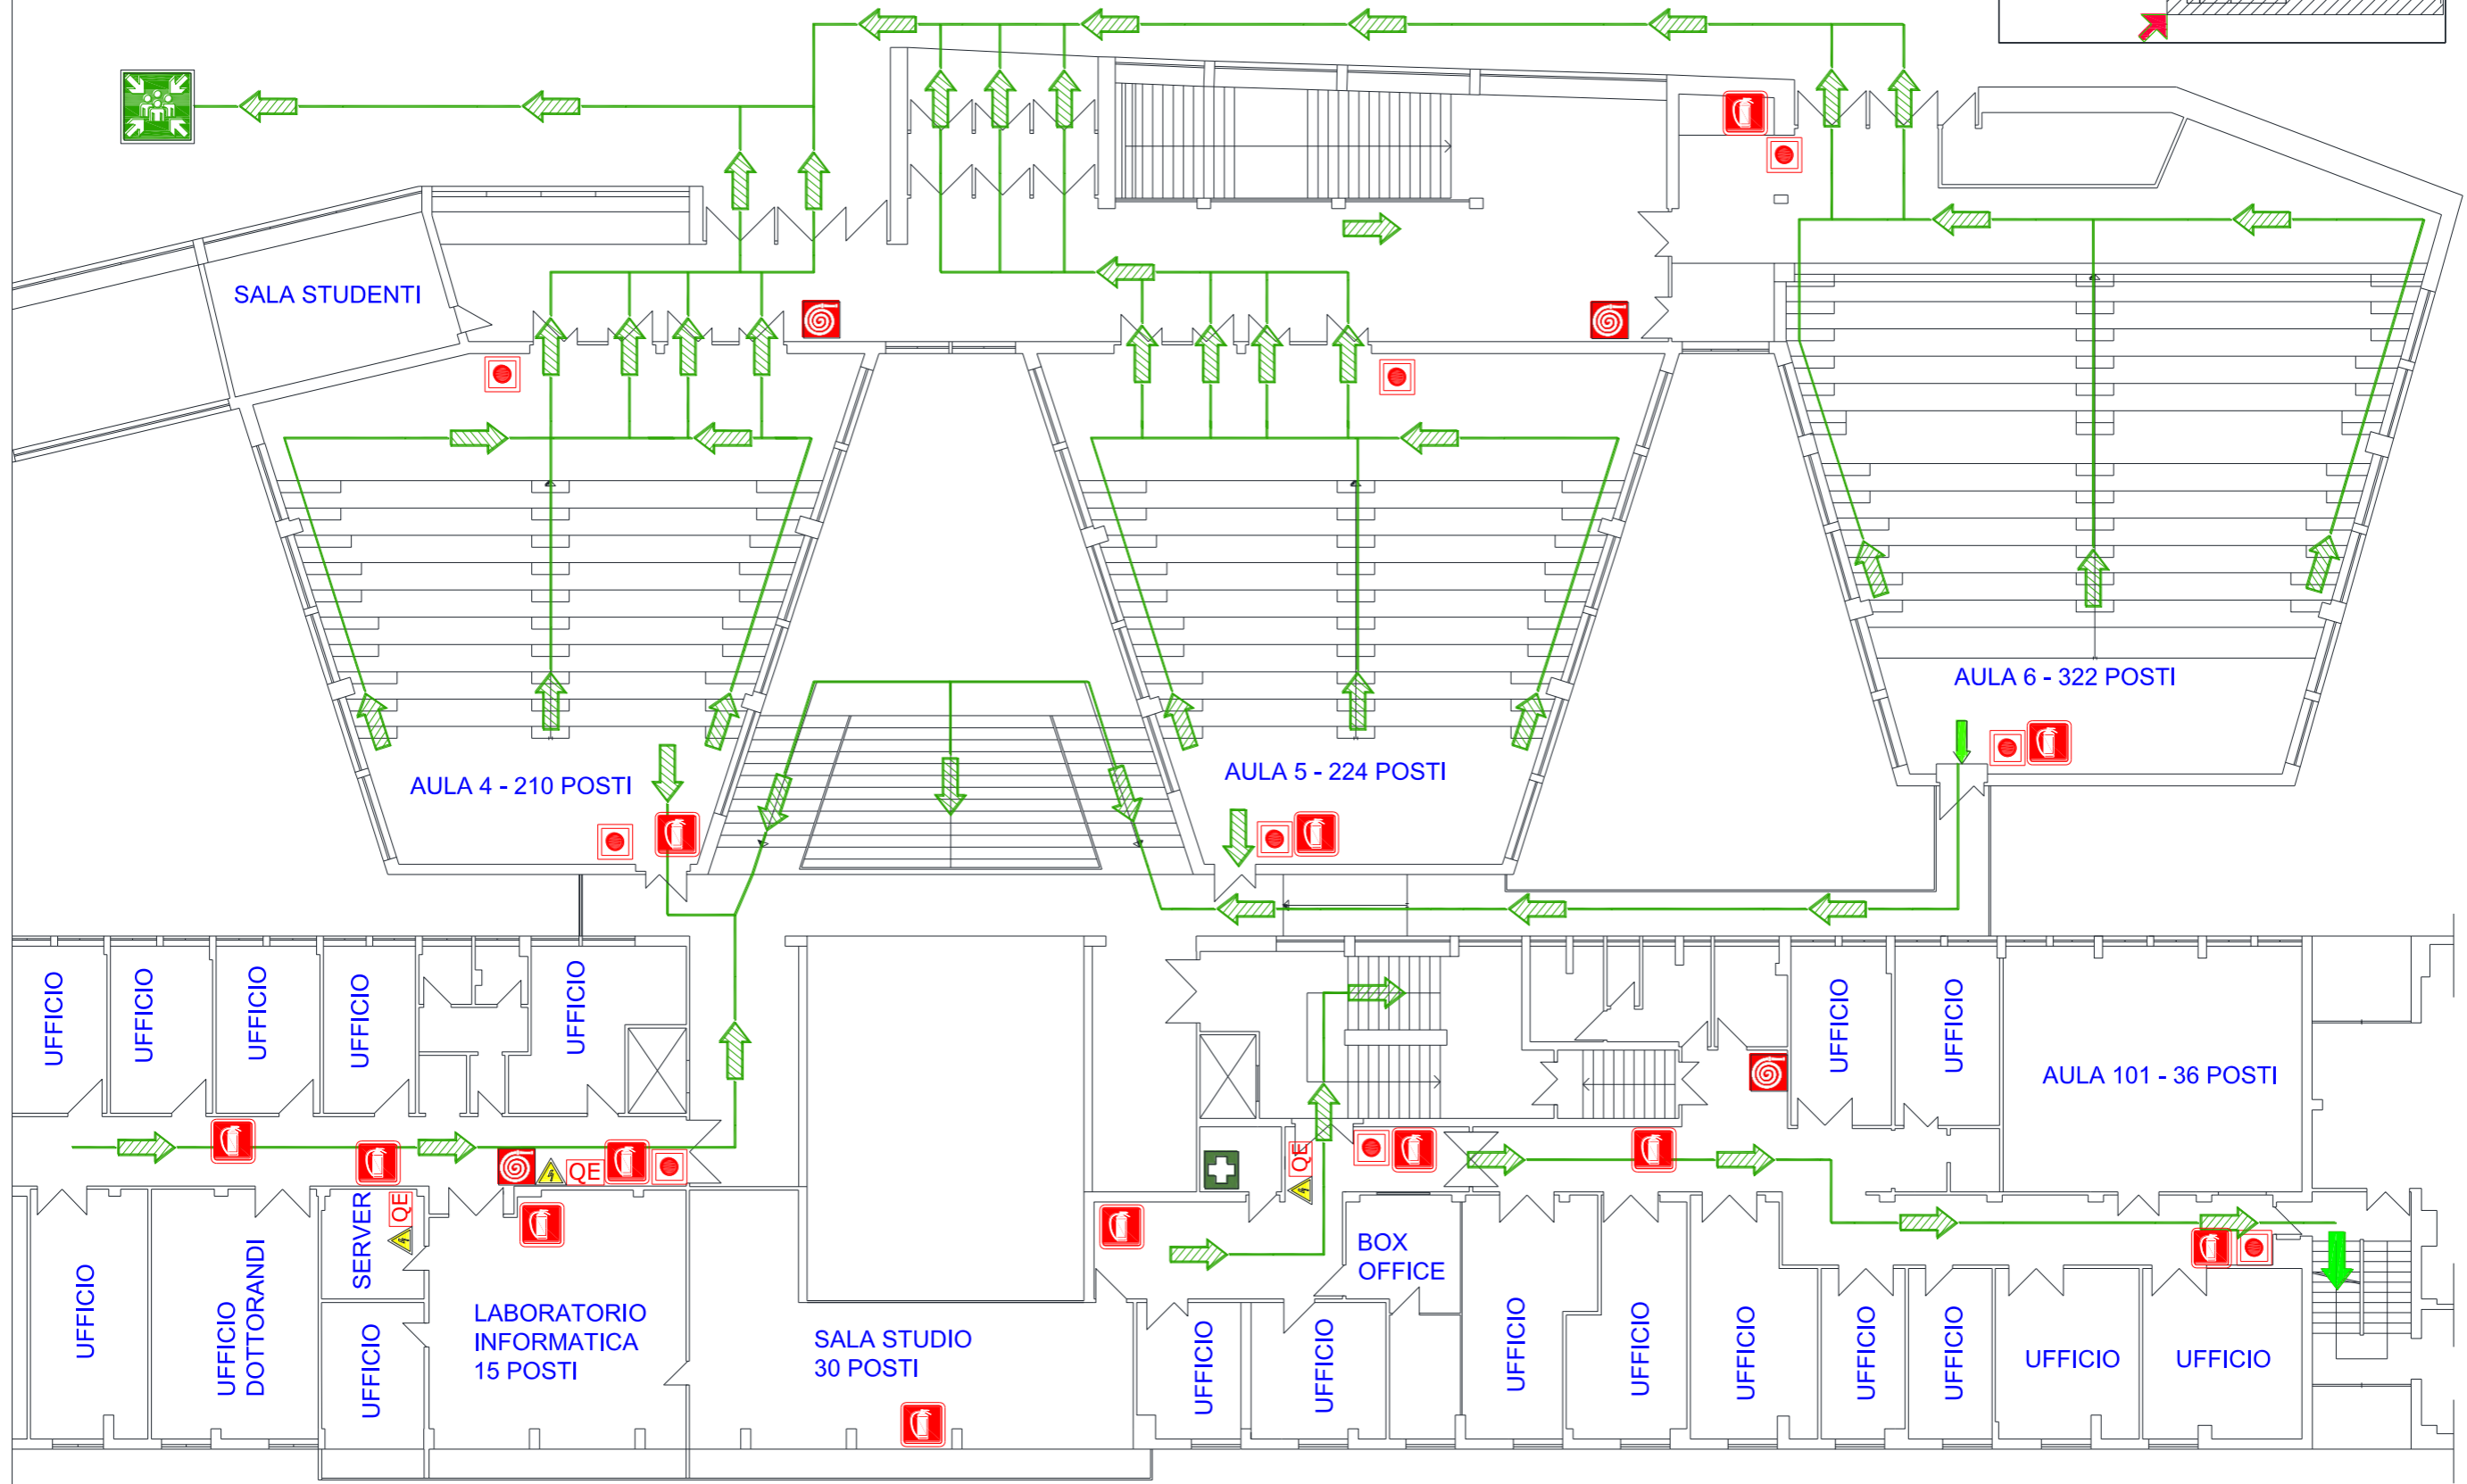 SALA STUDENTI
AULA 6 - 322 POSTI
AULA 4 - 210 POSTI
AULA 5 - 224 POSTI
UFFICIO
UFFICIO
UFFICIO
UFFICIO
UFFICIO
UFFICIO
UFFICIO
AULA 101 - 36 POSTI
QE
QE
QE
SERVER
UFFICIO
UFFICIO
DOTTORANDI
UFFICIO
LABORATORIO
INFORMATICA
15 POSTI
SALA STUDIO
30 POSTI
BOX
OFFICE
UFFICIO
UFFICIO
UFFICIO
UFFICIO
UFFICIO
UFFICIO
UFFICIO
UFFICIO
UFFICIO